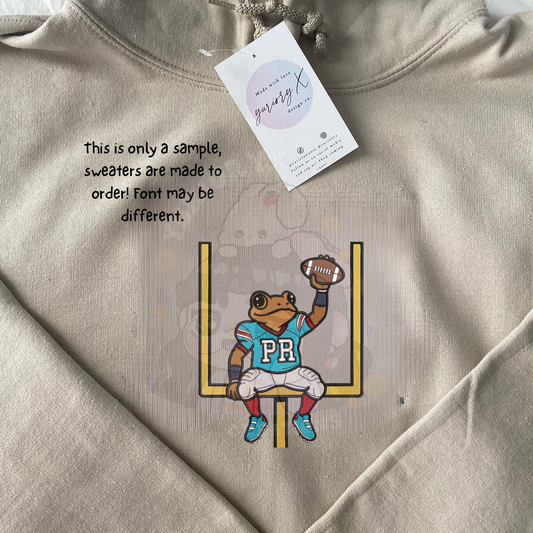 Made with love
yuriory X
design co.
This is only a sample,
sweaters are made to
order! Font may be
different.
PR